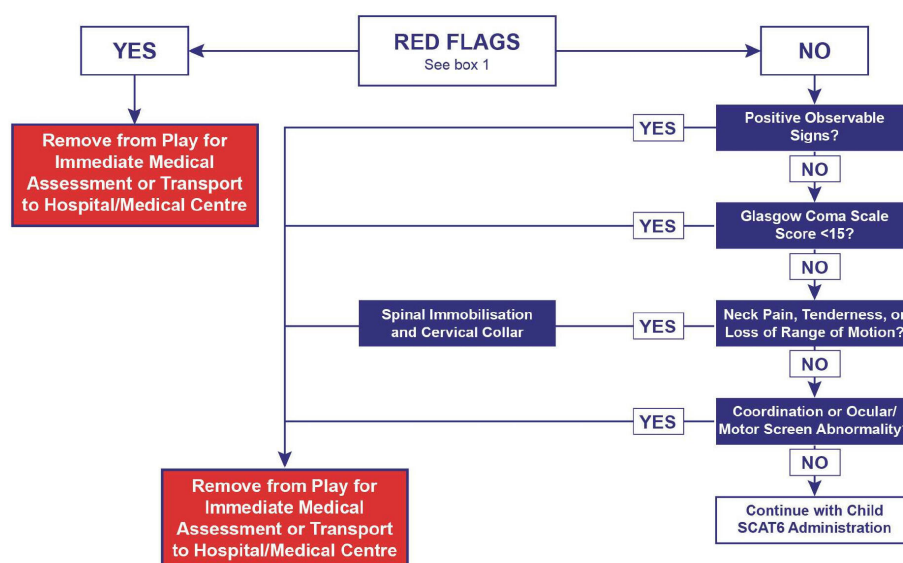 RED FLAGS
See box 1
YES
NO
Remove from Play for
Immediate Medical
Assessment or Transport
to Hospital/Medical Centre
YES
Positive Observable
Signs?
NO
YES
Glasgow Coma Scale
Score <15?
NO
Spinal Immobilisation
and Cervical Collar
YES
Neck Pain, Tenderness, or
Loss of Range of Motion?
NO
YES
Coordination or Ocular/
Motor Screen Abnormality?
NO
Remove from Play for
Immediate Medical
Assessment or Transport
to Hospital/Medical Centre
Continue with Child
SCAT6 Administration